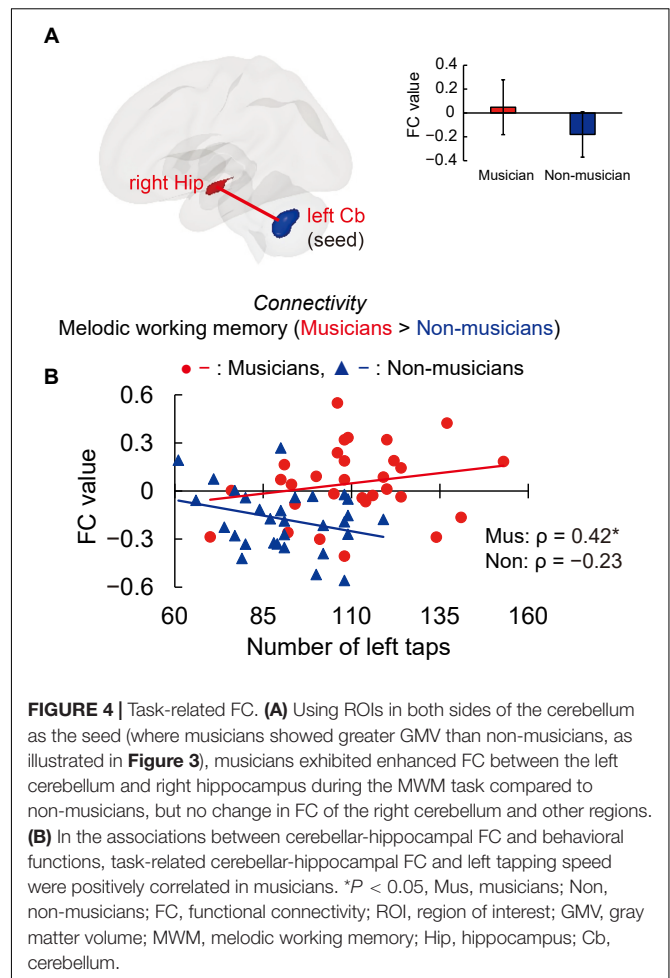 A
FC value
0.4
0.2
0
−0.2
−0.4
Musician Non-musician
right Hip
left Cb
(seed)
Connectivity
Melodic working memory (Musicians > Non-musicians)
B
● – : Musicians, ▲ – : Non-musicians
FC value
0.6
0.3
0
−0.3
−0.6
Mus: ρ = 0.42*
Non: ρ = −0.23
60 85 110 135 160
Number of left taps
FIGURE 4 | Task-related FC. (A) Using ROIs in both sides of the cerebellum
as the seed (where musicians showed greater GMV than non-musicians, as
illustrated in Figure 3), musicians exhibited enhanced FC between the left
cerebellum and right hippocampus during the MWM task compared to
non-musicians, but no change in FC of the right cerebellum and other regions.
(B) In the associations between cerebellar-hippocampal FC and behavioral
functions, task-related cerebellar-hippocampal FC and left tapping speed
were positively correlated in musicians. *P < 0.05, Mus, musicians; Non,
non-musicians; FC, functional connectivity; ROI, region of interest; GMV, gray
matter volume; MWM, melodic working memory; Hip, hippocampus; Cb,
cerebellum.